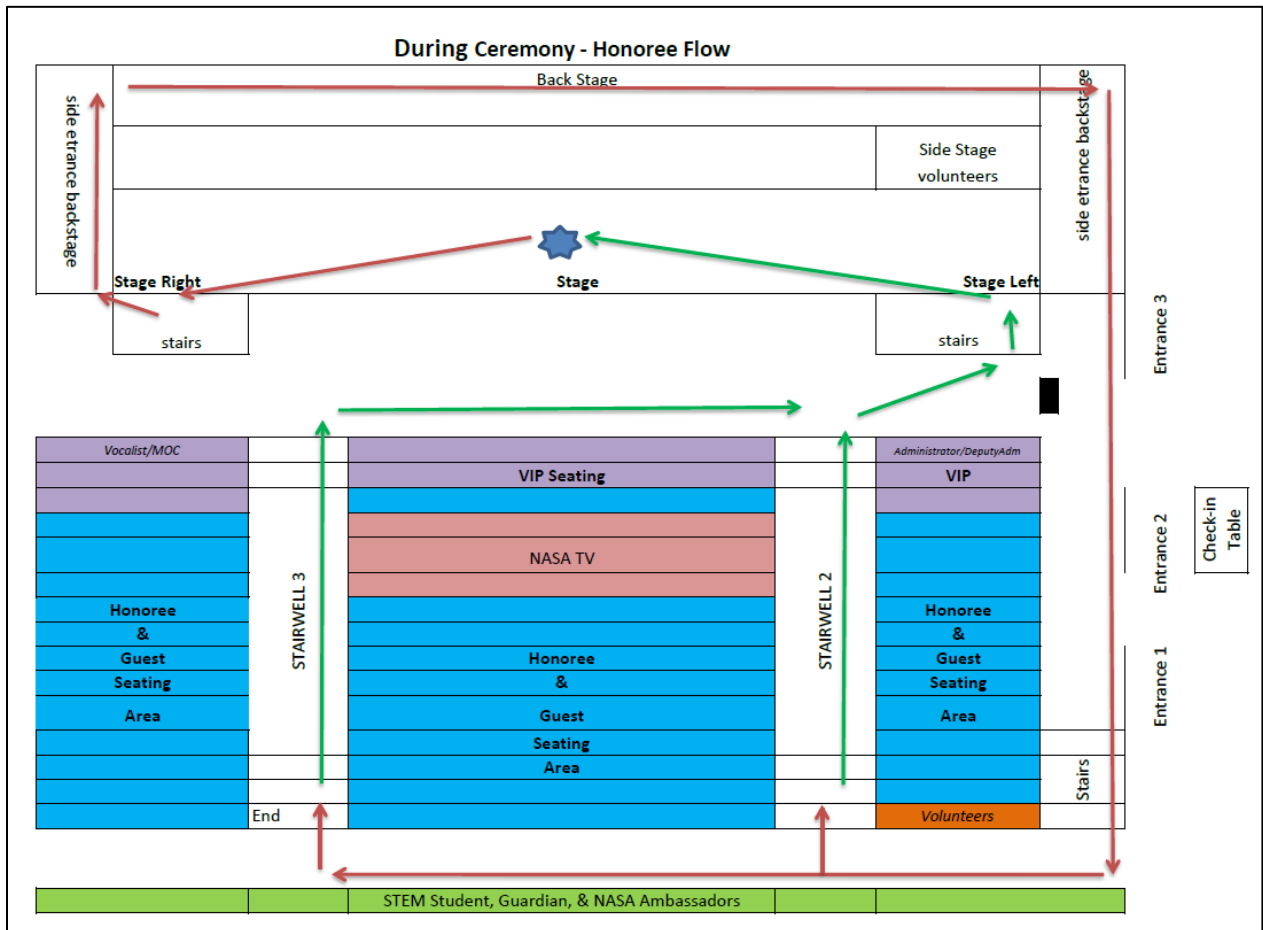 During Ceremony - Honoree Flow
Back Stage
side etrance backstage
side etrance backstage
Side Stage
volunteers
Stage Right
Stage
Stage Left
stairs
stairs
Entrance 3
Vocalist/MOC
Administrator/DeputyAdm
VIP Seating
VIP
NASA TV
Entrance 2
Check-in
Table
STAIRWELL 3
STAIRWELL 2
Honoree
&
Guest
Seating
Area
Honoree
&
Guest
Seating
Area
Honoree
&
Guest
Seating
Area
Entrance 1
Stairs
End
Volunteers
STEM Student, Guardian, & NASA Ambassadors